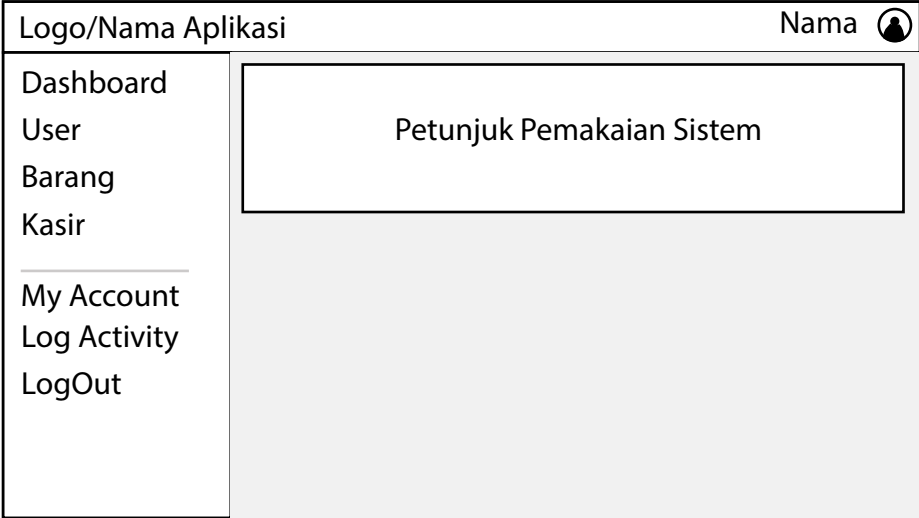 Logo/Nama Aplikasi
Nama
Dashboard
User
Barang
Kasir
My Account
Log Activity
LogOut
Petunjuk Pemakaian Sistem